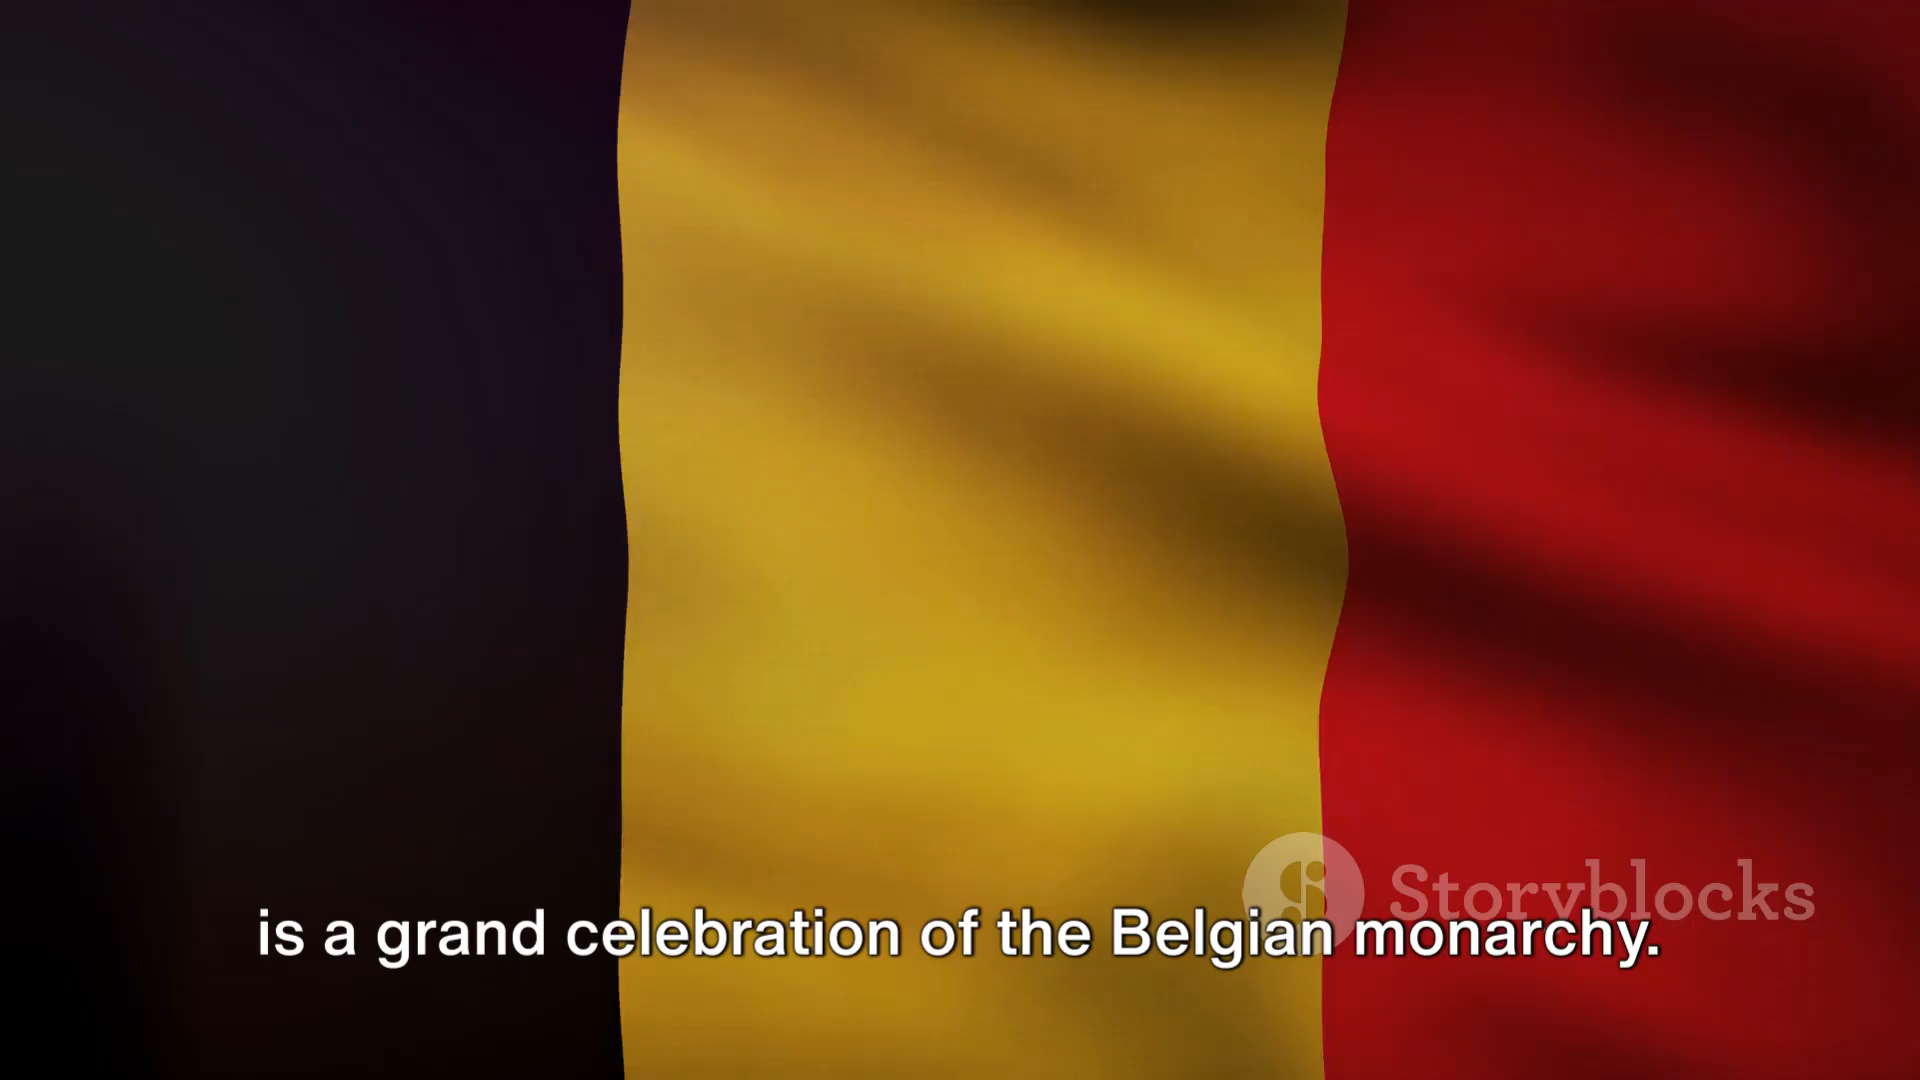 Storyblocks
is a grand celebration of the Belgian monarchy.